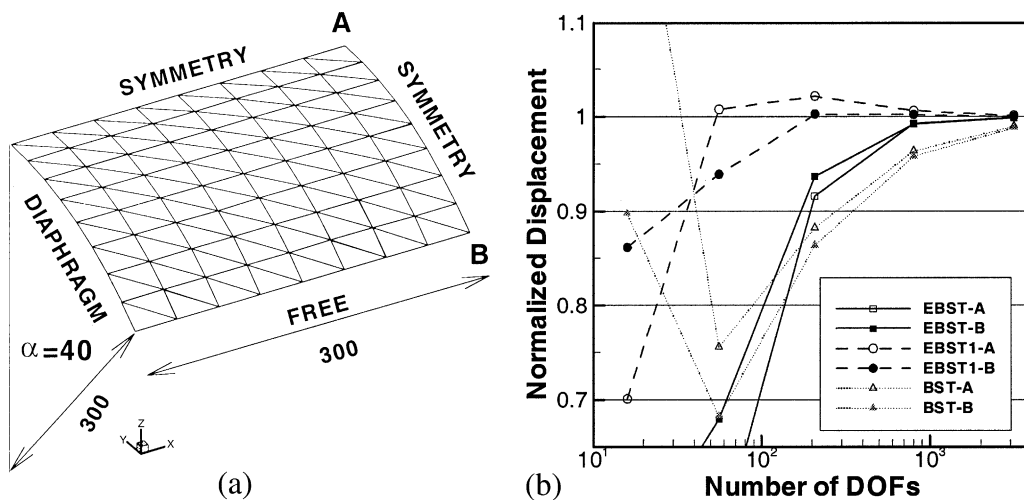 A
SYMMETRY
SYMMETRY
DIAPHRAGM
B
FREE
α=40
300
300
Z
Y
X
(a)
1.1
1
0.9
0.8
0.7
Normalized Displacement
EBST-A
EBST-B
EBST1-A
EBST1-B
BST-A
BST-B
10¹
10²
10³
Number of DOFs
(b)